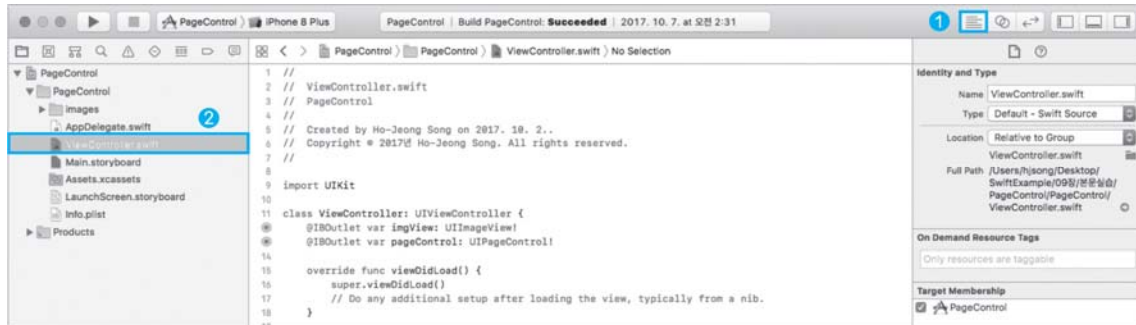 PageControl 〉 iPhone 8 Plus
PageControl | Build PageControl: Succeeded | 2017. 10. 7. at 오전 2:31
1
PageControl 〉 PageControl 〉 ViewController.swift 〉 No Selection
PageControl
PageControl
images
AppDelegate.swift
2
ViewController.swift
Main.storyboard
Assets.xcassets
LaunchScreen.storyboard
Info.plist
Products
1 //
2 //  ViewController.swift
3 //  PageControl
4 //
5 //  Created by Ho-Jeong Song on 2017. 10. 2..
6 //  Copyright © 2017년 Ho-Jeong Song. All rights reserved.
7 //
8
9 import UIKit
10
11 class ViewController: UIViewController {
@IBOutlet var imgView: UIImageView!
@IBOutlet var pageControl: UIPageControl!
14
15 override func viewDidLoad() {
16 super.viewDidLoad()
17 // Do any additional setup after loading the view, typically from a nib.
18 }
Identity and Type
Name ViewController.swift
Type Default - Swift Source
Location Relative to Group
ViewController.swift
Full Path /Users/hjsong/Desktop/
SwiftExample/09장/본문실습/
PageControl/PageControl/
ViewController.swift
On Demand Resource Tags
Only resources are taggable
Target Membership
PageControl